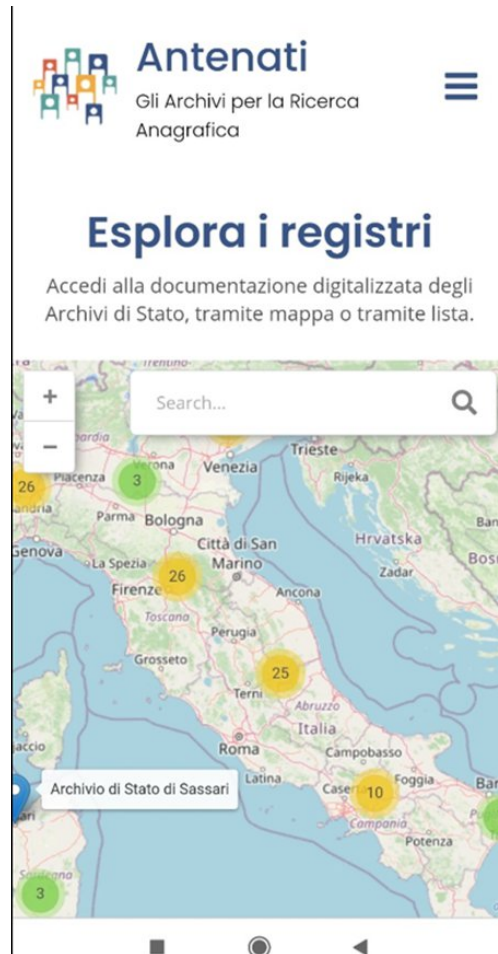 Antenati
Gli Archivi per la Ricerca
Anagrafica
Esplora i registri
Accedi alla documentazione digitalizzata degli
Archivi di Stato, tramite mappa o tramite lista.
+
Search...
−
Trieste
Venezia
Rijeka
26
Piacenza
3
Parma
Bologna
Hrvatska
Genova
Città di San
Marino
La Spezia
26
Zadar
Firenze
Ancona
Toscana
Perugia
Grosseto
25
Terni
Abruzzo
Italia
Roma
Campobasso
Archivio di Stato di Sassari
Latina
10
Foggia
Campania
Potenza
3